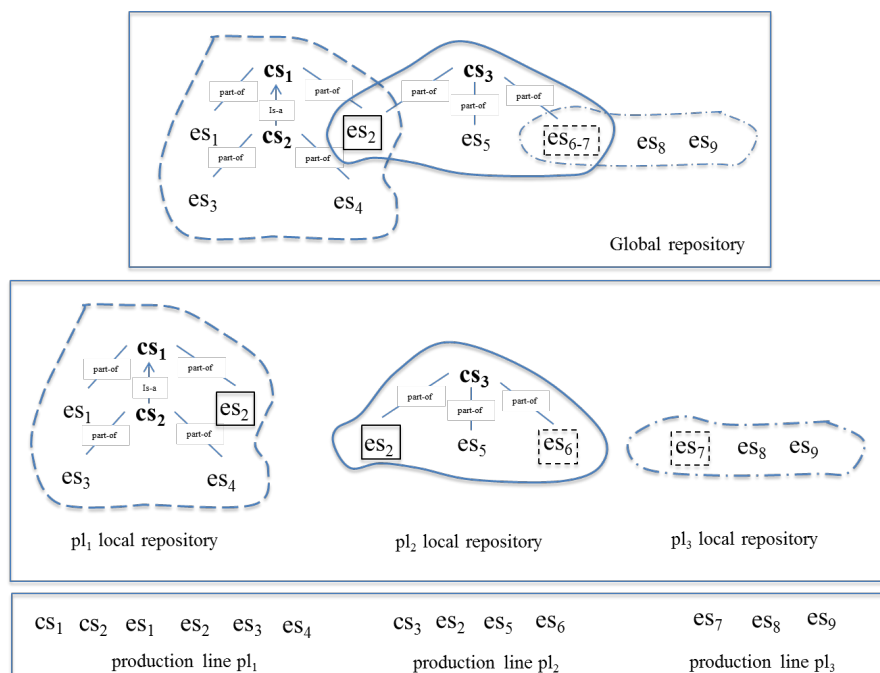 cs₁ cs₃
part-of part-of part-of part-of
Is-a part-of
es₁ cs₂ es₂ es₅ es₆₋₇ es₈ es₉
part-of part-of
es₃ es₄
Global repository
cs₁
part-of part-of
Is-a
cs₃
part-of part-of
part-of
es₁ cs₂ es₂
part-of part-of
es₂ es₅ es₆ es₇ es₈ es₉
es₃ es₄
pl₁ local repository pl₂ local repository pl₃ local repository
cs₁ cs₂ es₁ es₂ es₃ es₄ cs₃ es₂ es₅ es₆ es₇ es₈ es₉
production line pl₁ production line pl₂ production line pl₃